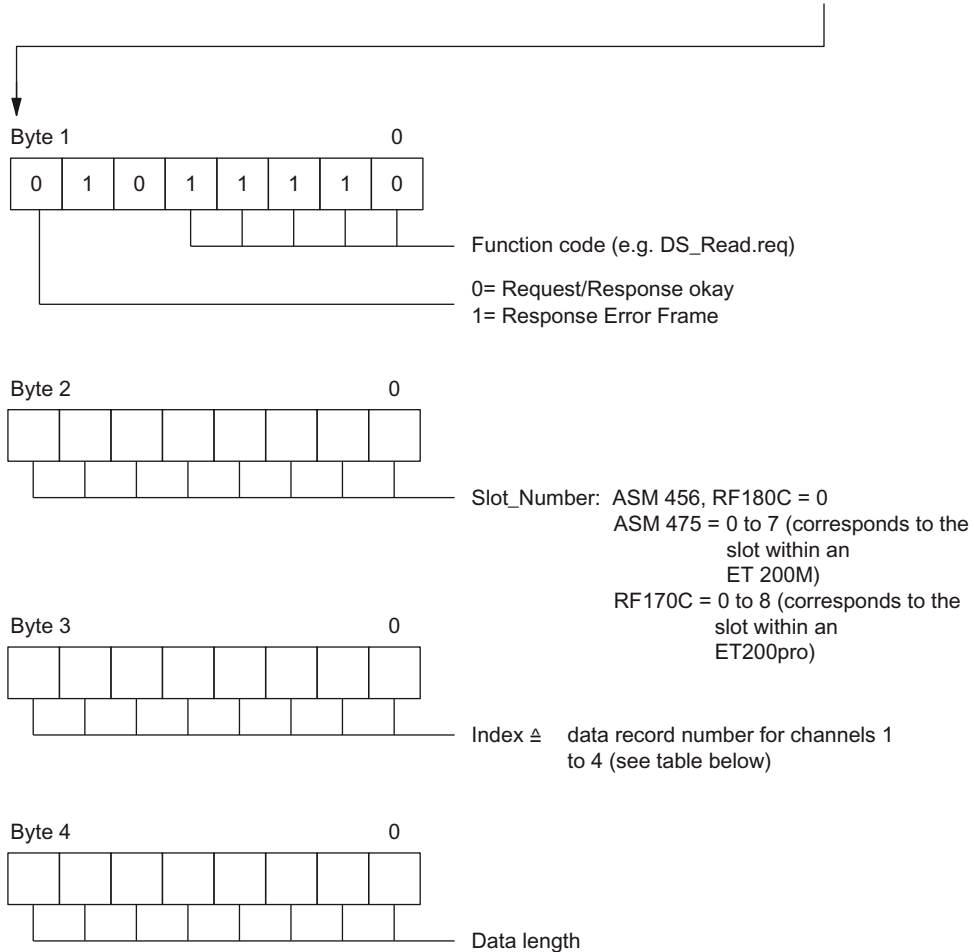 Byte 1 0
0 1 0 1 1 1 1 0
Function code (e.g. DS_Read.req)
0= Request/Response okay
1= Response Error Frame
Byte 2 0
Slot_Number: ASM 456, RF180C = 0
ASM 475 = 0 to 7 (corresponds to the
slot within an
ET 200M)
RF170C = 0 to 8 (corresponds to the
slot within an
ET200pro)
Byte 3 0
Index ≙ data record number for channels 1
to 4 (see table below)
Byte 4 0
Data length